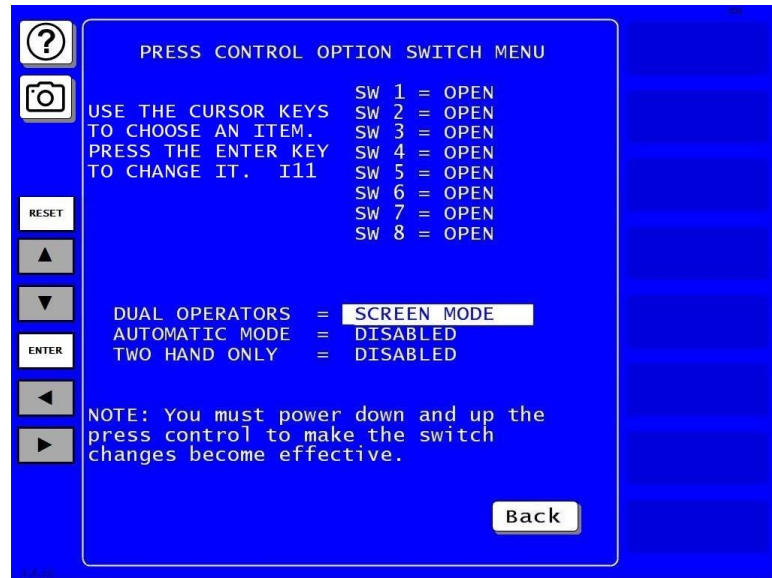 ?
PRESS CONTROL OPTION SWITCH MENU
USE THE CURSOR KEYS
TO CHOOSE AN ITEM.
PRESS THE ENTER KEY
TO CHANGE IT. I11
SW 1 = OPEN
SW 2 = OPEN
SW 3 = OPEN
SW 4 = OPEN
SW 5 = OPEN
SW 6 = OPEN
SW 7 = OPEN
SW 8 = OPEN
RESET
ENTER
DUAL OPERATORS = SCREEN MODE
AUTOMATIC MODE = DISABLED
TWO HAND ONLY = DISABLED
NOTE: You must power down and up the
press control to make the switch
changes become effective.
Back